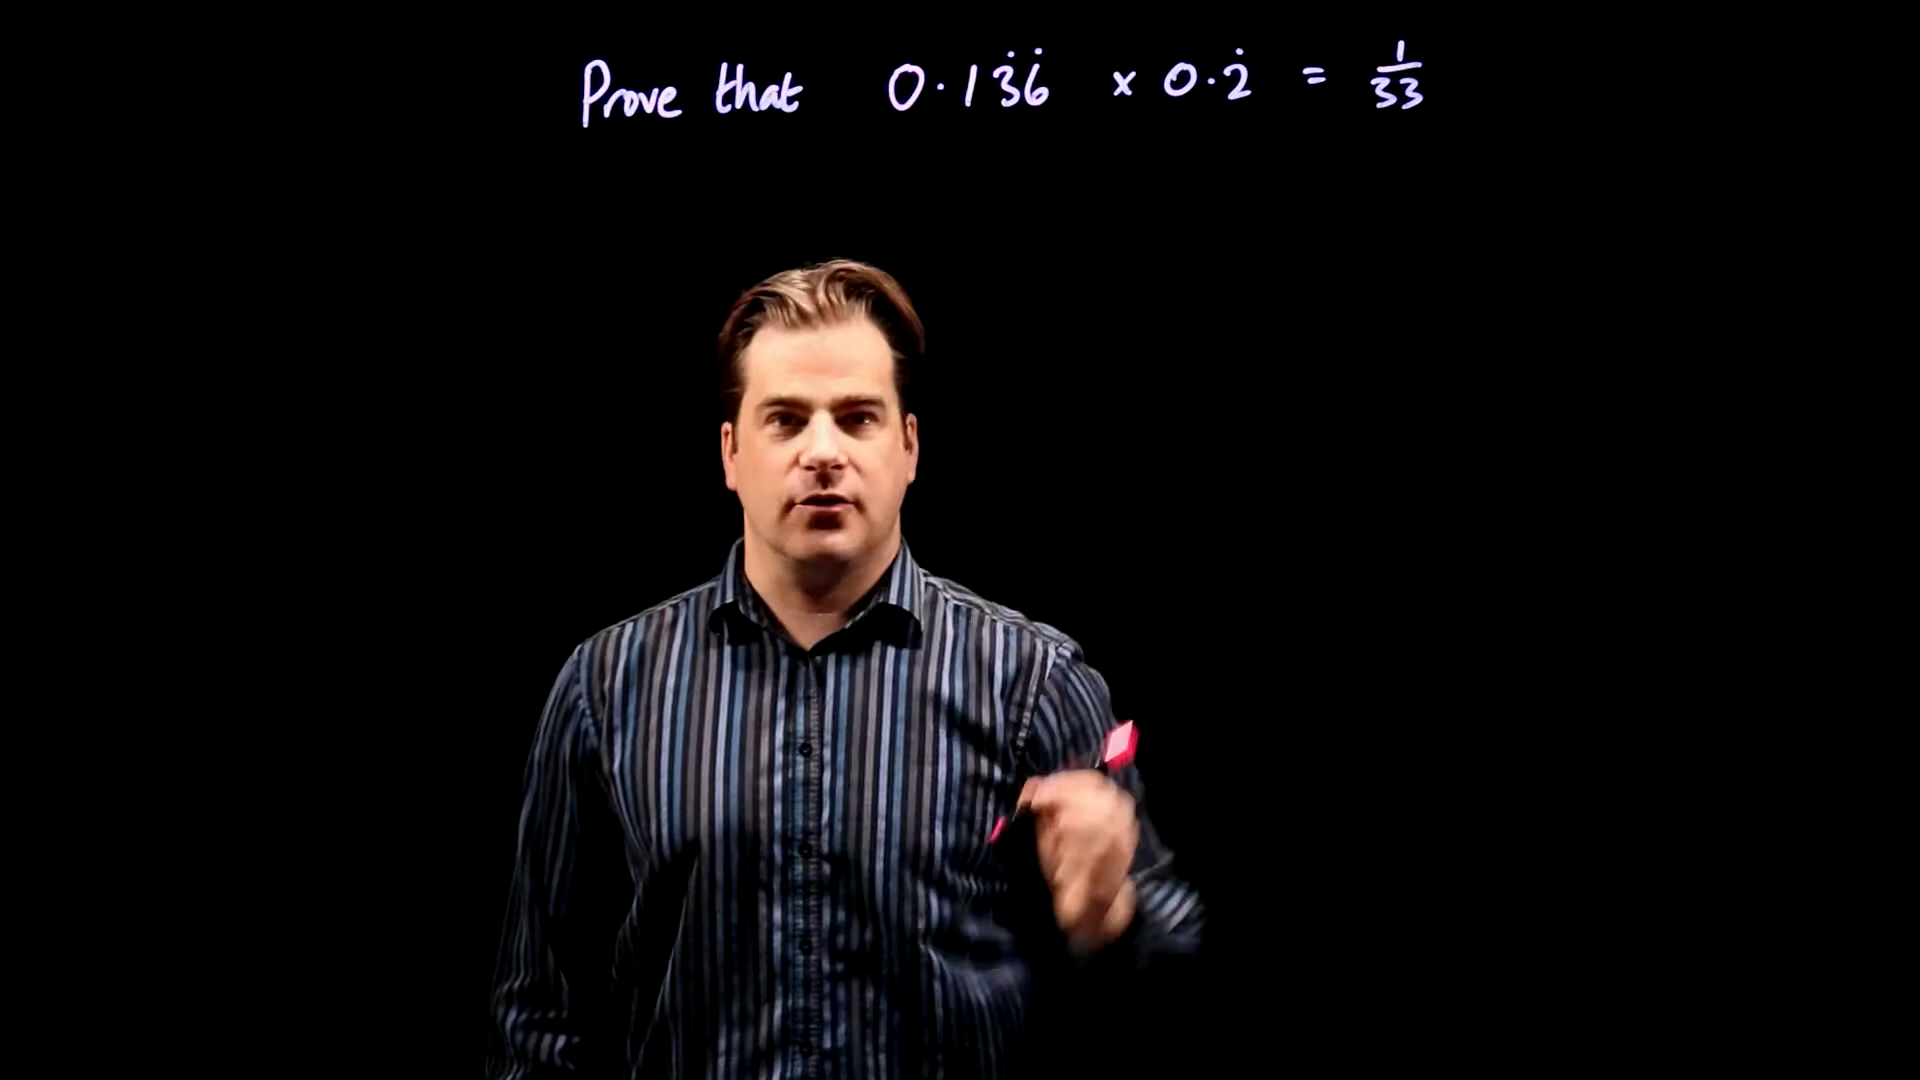 Prove that 0.13̇6̇ × 0.2̇ = 1/33